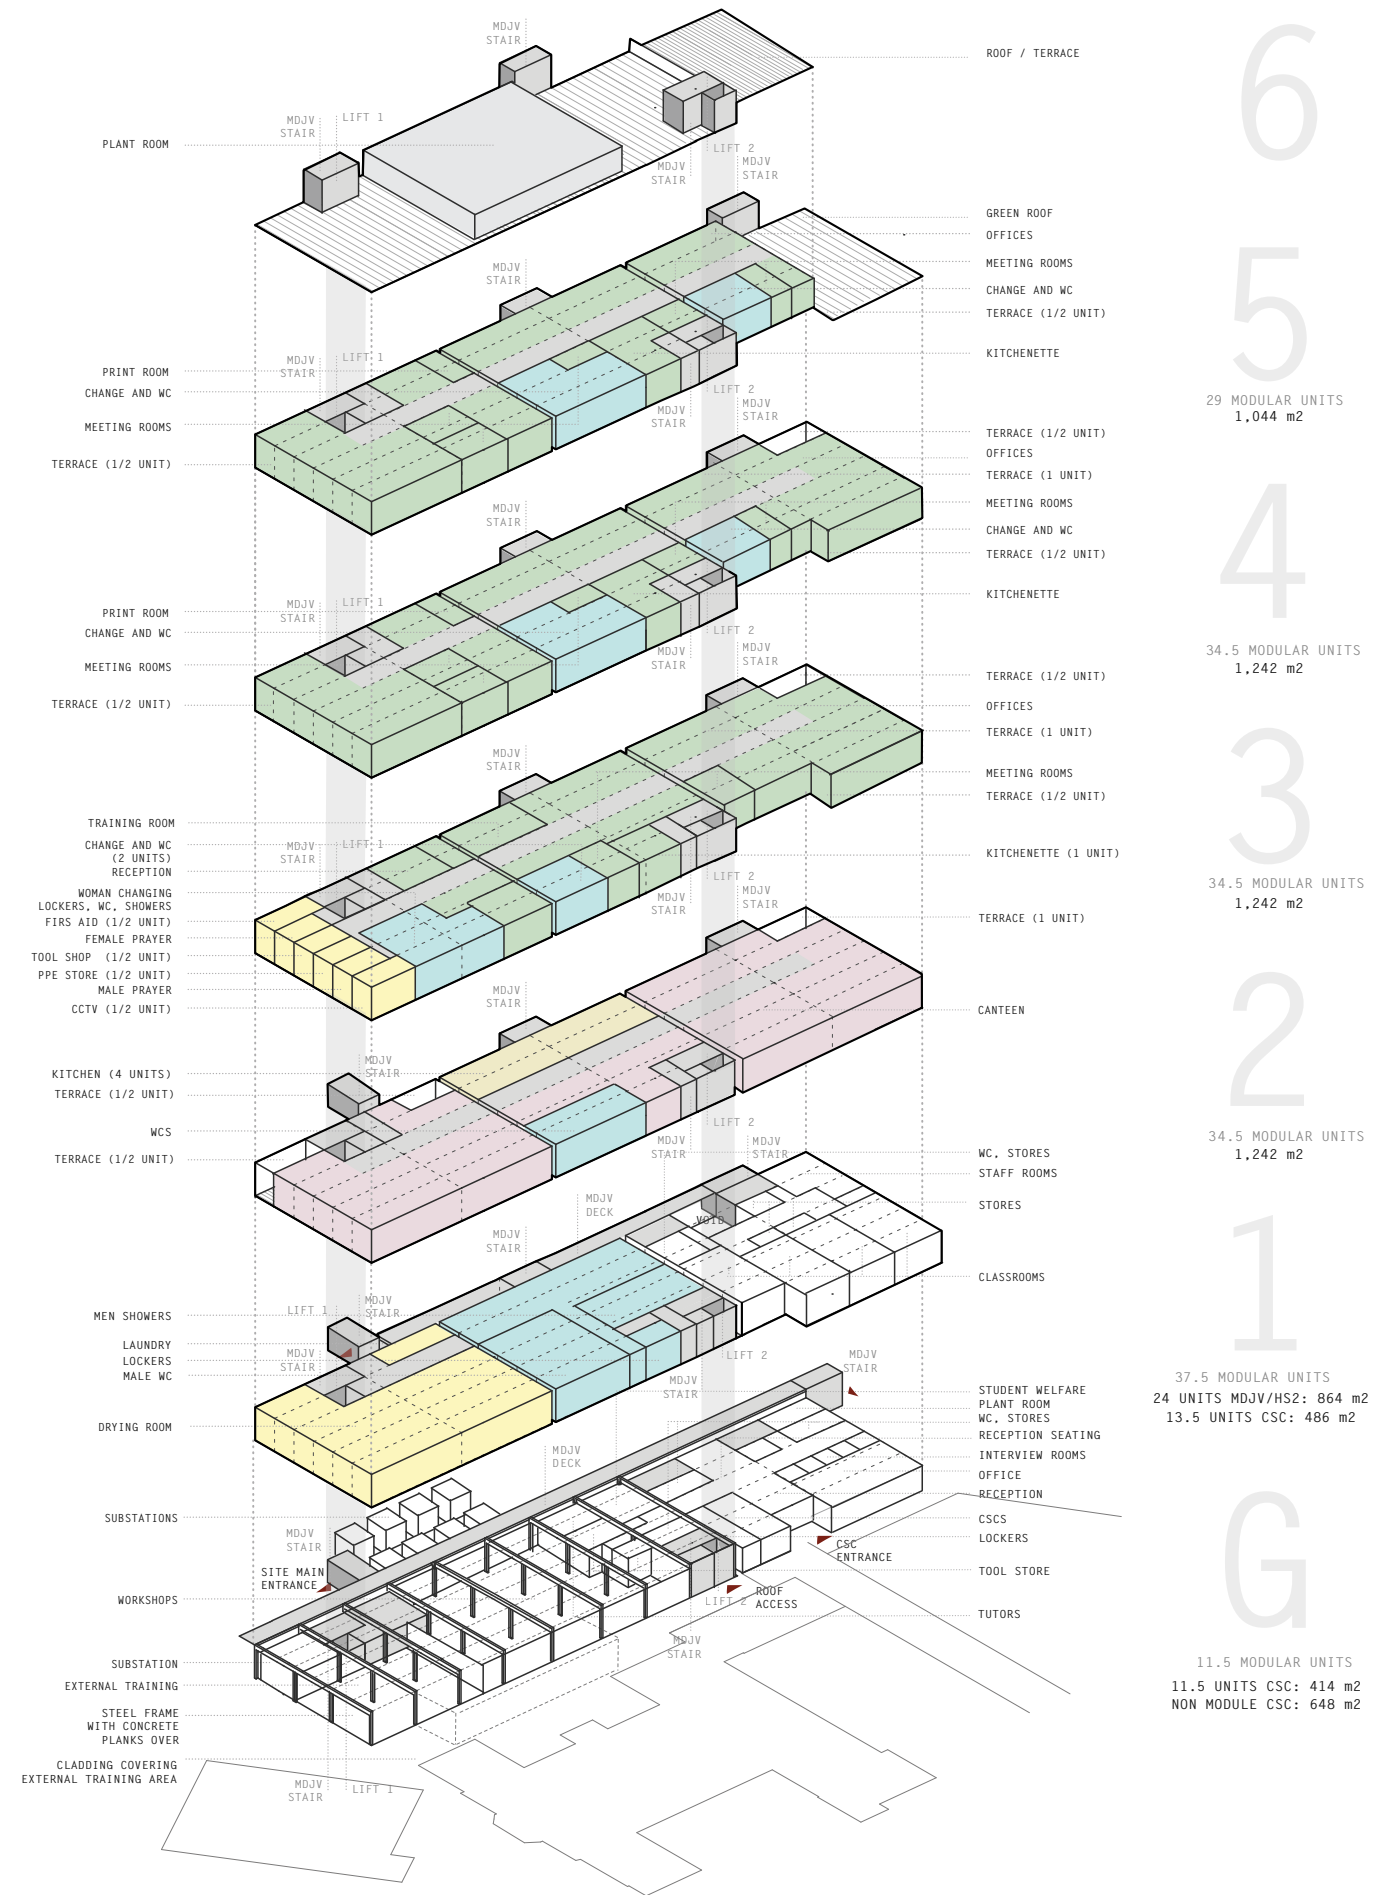 MDJV
STAIR
ROOF / TERRACE
6
MDJV
STAIR
LIFT 1
PLANT ROOM
LIFT 2
MDJV
STAIR
MDJV
STAIR
GREEN ROOF
OFFICES
MEETING ROOMS
CHANGE AND WC
TERRACE (1/2 UNIT)
KITCHENETTE
5
29 MODULAR UNITS
1,044 m2
MDJV
STAIR
MDJV
STAIR
LIFT 1
PRINT ROOM
CHANGE AND WC
MEETING ROOMS
TERRACE (1/2 UNIT)
LIFT 2
MDJV
STAIR
MDJV
STAIR
TERRACE (1/2 UNIT)
OFFICES
TERRACE (1 UNIT)
MEETING ROOMS
CHANGE AND WC
TERRACE (1/2 UNIT)
KITCHENETTE
4
34.5 MODULAR UNITS
1,242 m2
MDJV
STAIR
MDJV
STAIR
LIFT 1
PRINT ROOM
CHANGE AND WC
MEETING ROOMS
TERRACE (1/2 UNIT)
LIFT 2
MDJV
STAIR
MDJV
STAIR
TERRACE (1/2 UNIT)
OFFICES
TERRACE (1 UNIT)
MEETING ROOMS
TERRACE (1/2 UNIT)
KITCHENETTE (1 UNIT)
3
34.5 MODULAR UNITS
1,242 m2
MDJV
STAIR
TRAINING ROOM
CHANGE AND WC
(2 UNITS)
RECEPTION
WOMAN CHANGING
LOCKERS, WC, SHOWERS
FIRS AID (1/2 UNIT)
FEMALE PRAYER
TOOL SHOP (1/2 UNIT)
PPE STORE (1/2 UNIT)
MALE PRAYER
CCTV (1/2 UNIT)
MDJV
STAIR
LIFT 1
LIFT 2
MDJV
STAIR
MDJV
STAIR
TERRACE (1 UNIT)
CANTEEN
2
34.5 MODULAR UNITS
1,242 m2
MDJV
STAIR
MDJV
STAIR
KITCHEN (4 UNITS)
TERRACE (1/2 UNIT)
WCS
TERRACE (1/2 UNIT)
LIFT 2
MDJV
STAIR
MDJV
STAIR
WC, STORES
STAFF ROOMS
STORES
CLASSROOMS
MDJV
DECK
VOID
MDJV
STAIR
1
37.5 MODULAR UNITS
24 UNITS MDJV/HS2: 864 m2
13.5 UNITS CSC: 486 m2
LIFT 1
MDJV
STAIR
MDJV
STAIR
MEN SHOWERS
LAUNDRY
LOCKERS
MALE WC
DRYING ROOM
LIFT 2
MDJV
STAIR
MDJV
STAIR
STUDENT WELFARE
PLANT ROOM
WC, STORES
RECEPTION SEATING
INTERVIEW ROOMS
OFFICE
RECEPTION
CSCS
LOCKERS
TOOL STORE
TUTORS
MDJV
DECK
SUBSTATIONS
MDJV
STAIR
SITE MAIN
ENTRANCE
WORKSHOPS
SUBSTATION
EXTERNAL TRAINING
STEEL FRAME
WITH CONCRETE
PLANKS OVER
CLADDING COVERING
EXTERNAL TRAINING AREA
CSC
ENTRANCE
ROOF
ACCESS
LIFT 2
MDJV
STAIR
MDJV
STAIR
LIFT 1
G
11.5 MODULAR UNITS
11.5 UNITS CSC: 414 m2
NON MODULE CSC: 648 m2